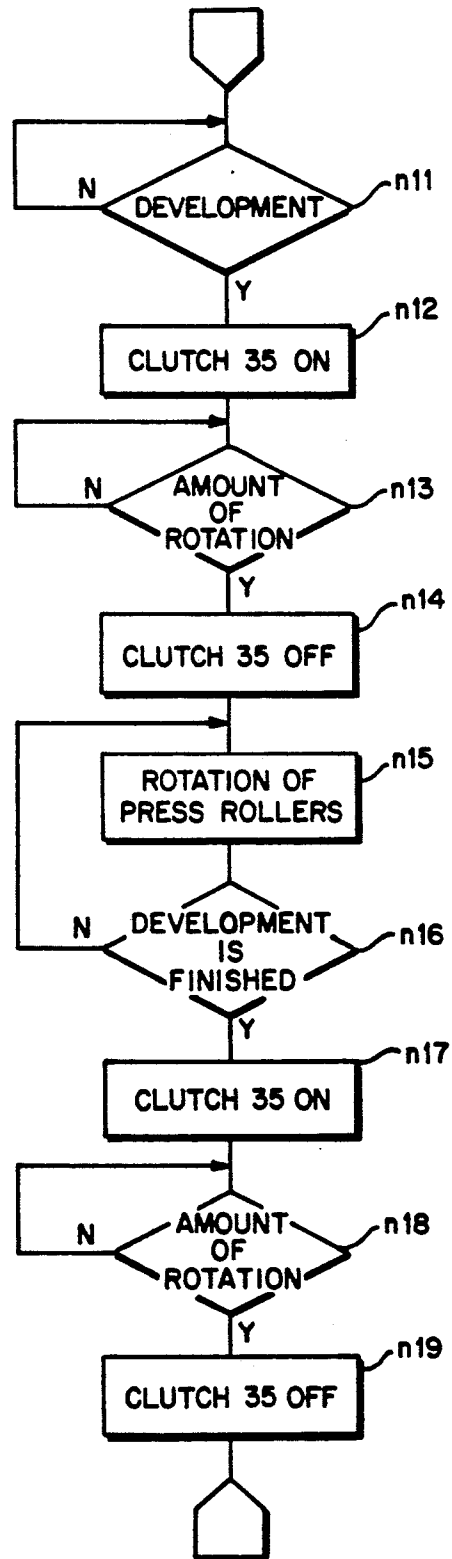 DEVELOPMENT
n11
N
Y
n12
CLUTCH 35 ON
N
AMOUNT
OF
ROTATION
n13
Y
n14
CLUTCH 35 OFF
n15
ROTATION OF
PRESS ROLLERS
N
DEVELOPMENT
IS
FINISHED
n16
Y
n17
CLUTCH 35 ON
N
AMOUNT
OF
ROTATION
n18
Y
n19
CLUTCH 35 OFF